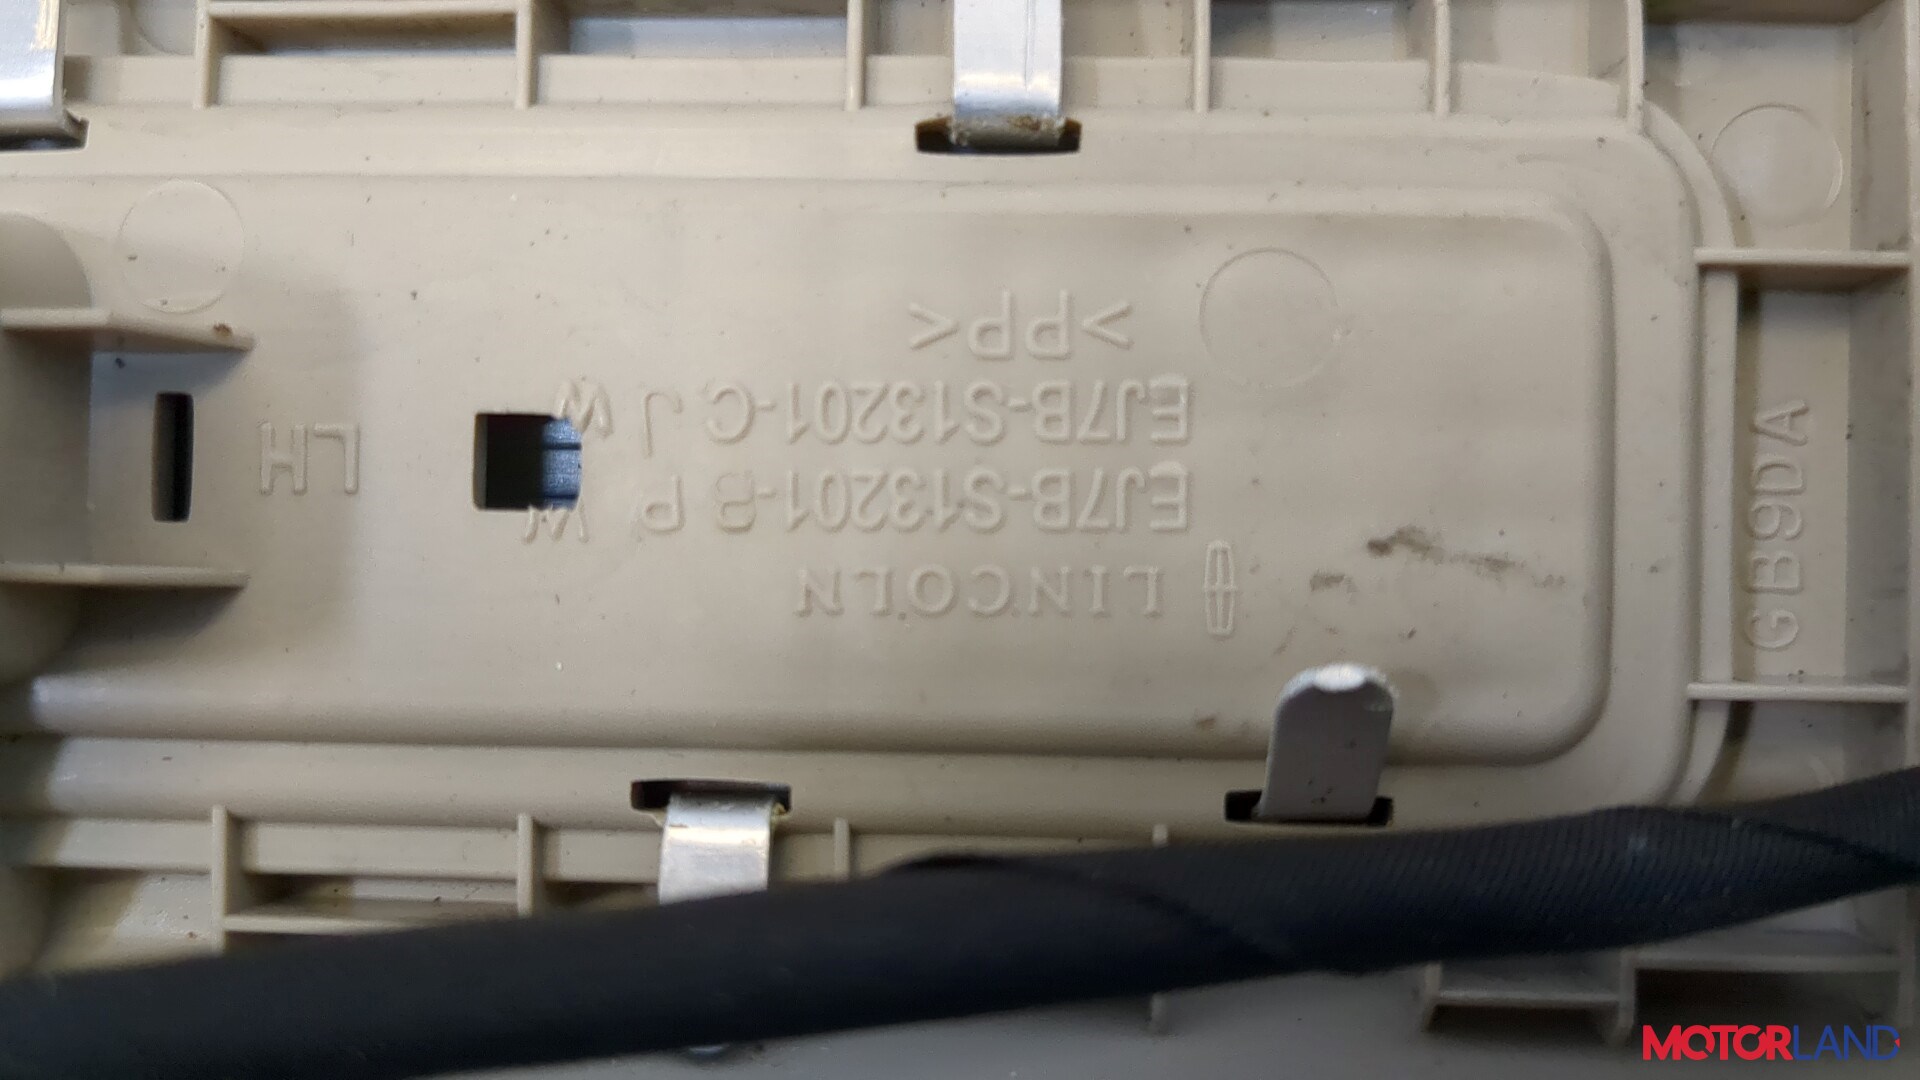 LINCOLN
EJ7B-S13201-B P W
EJ7B-S13201-C J W
>PP<
LH
GB9DA
MOTORLAND